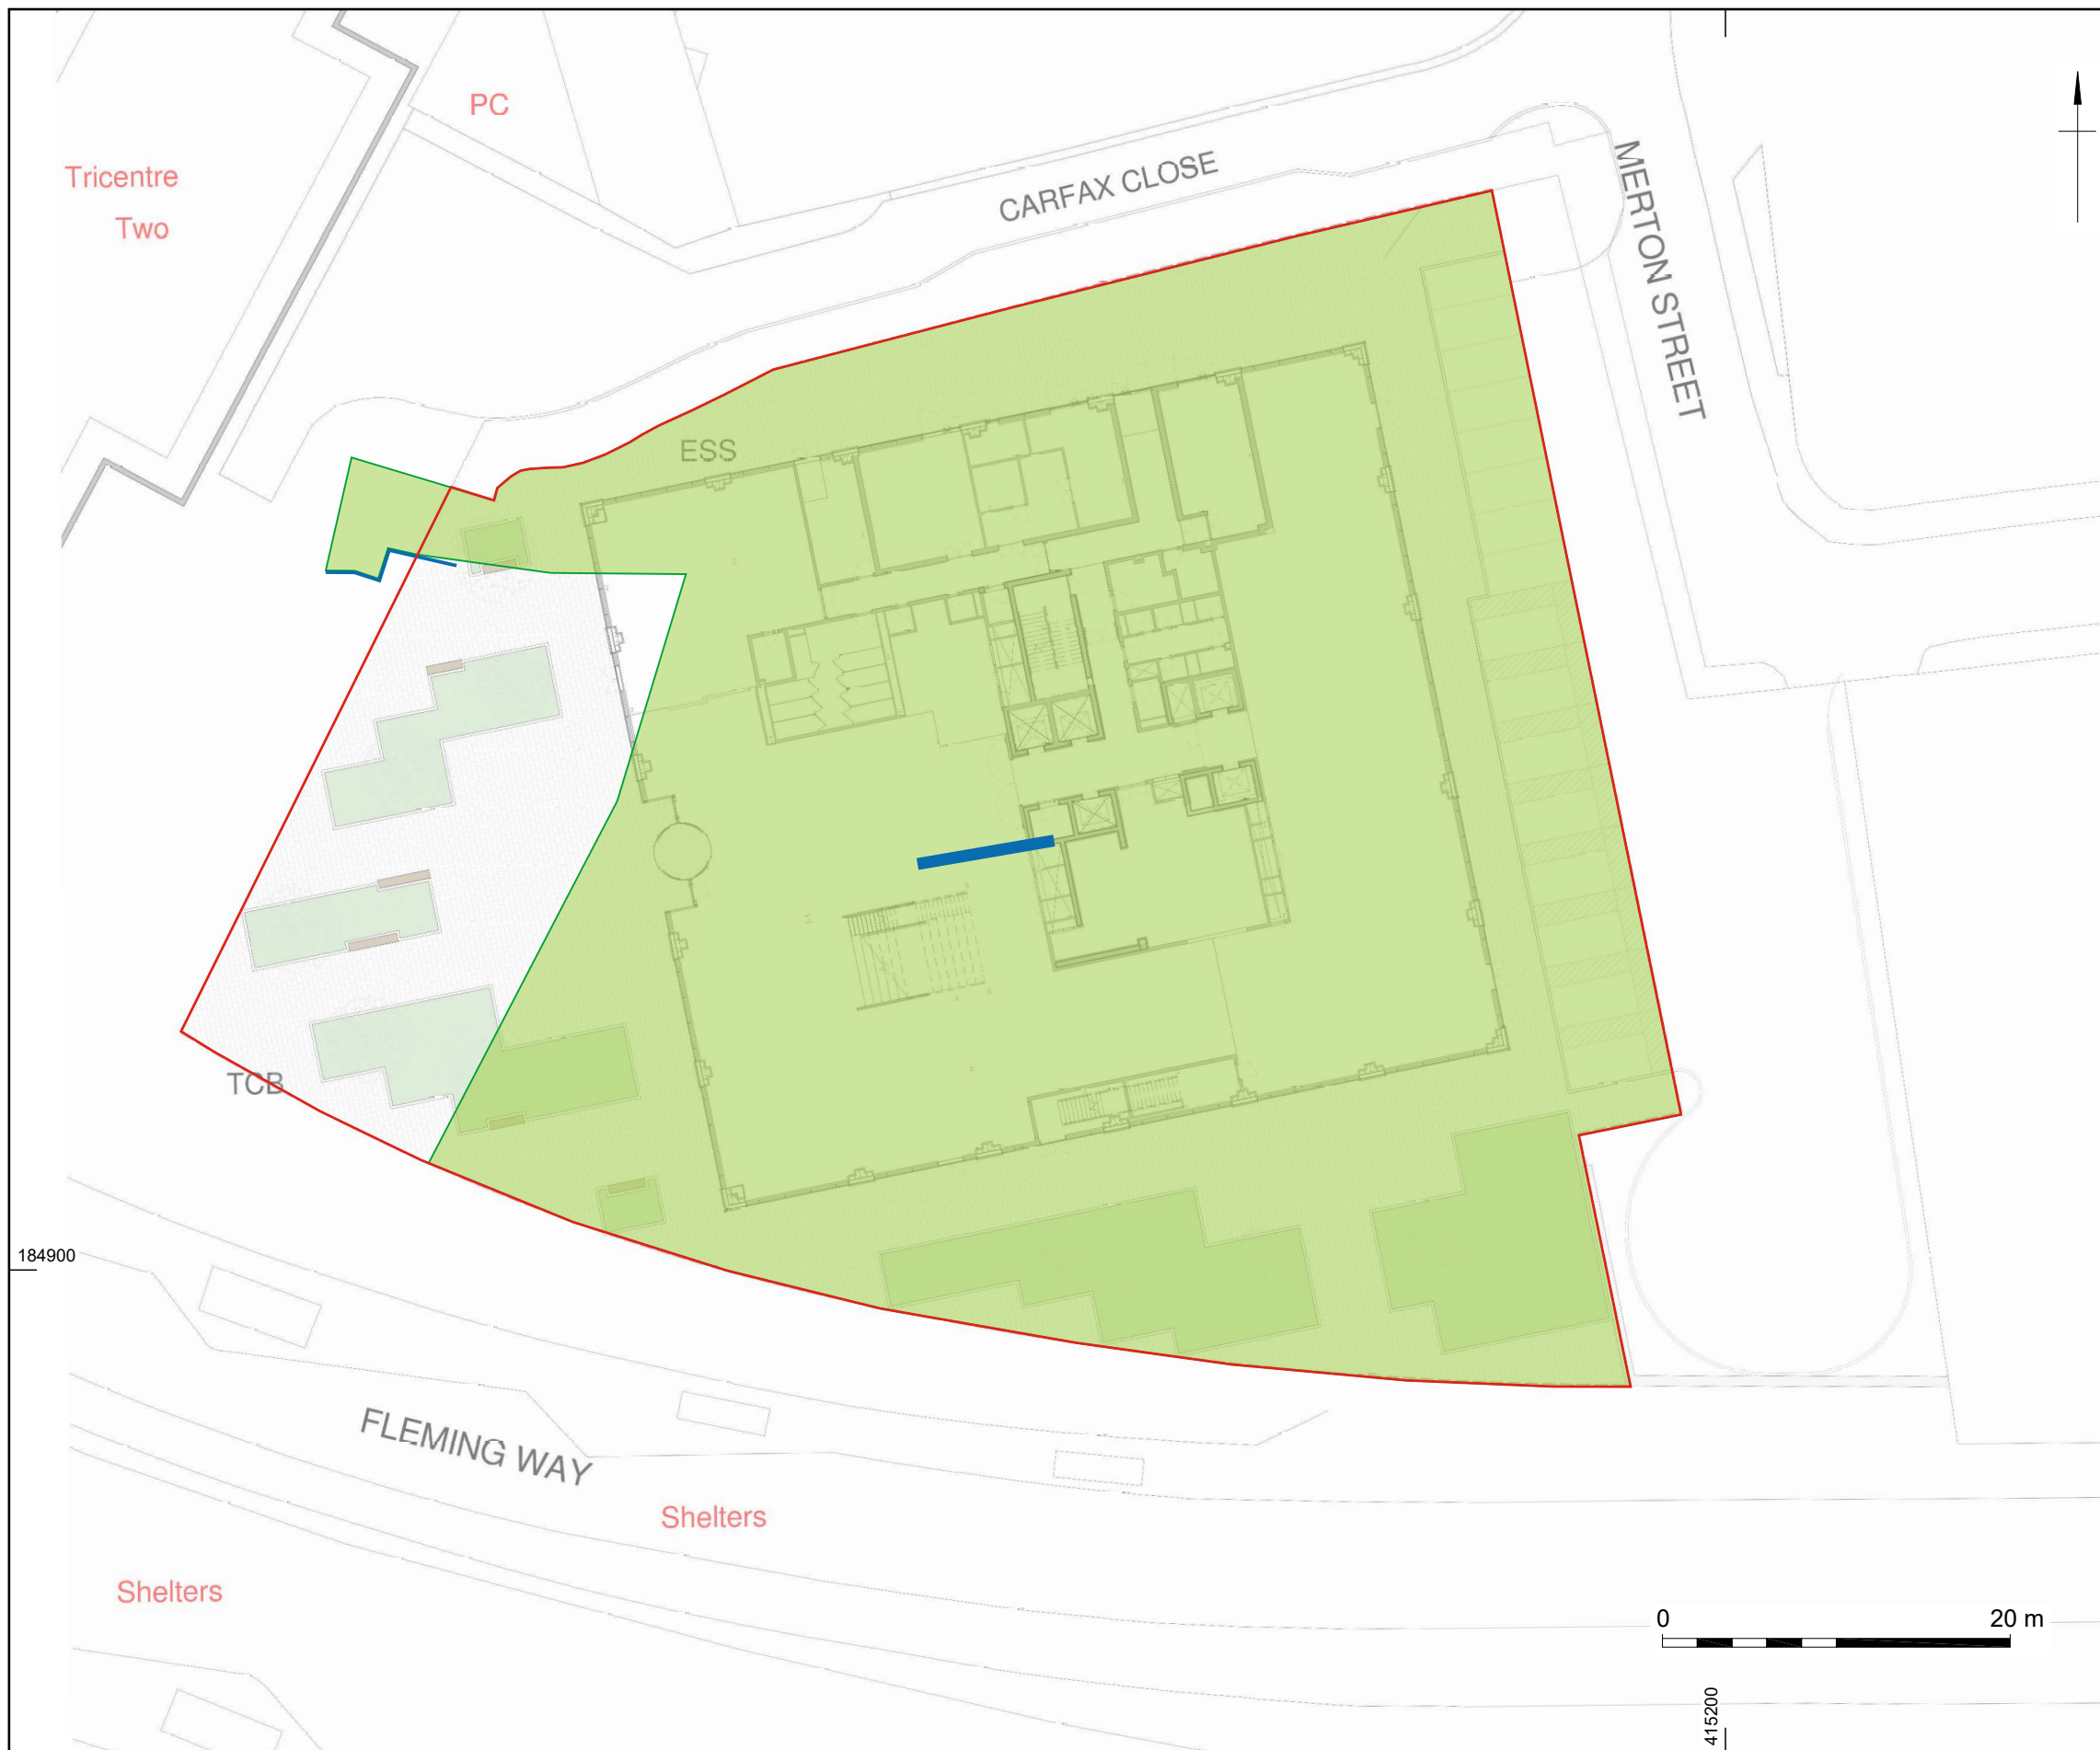 PC
Tricentre
Two
CARFAX CLOSE
MERTON STREET
ESS
TCB
184900
FLEMING WAY
Shelters
Shelters
0 20 m
415200